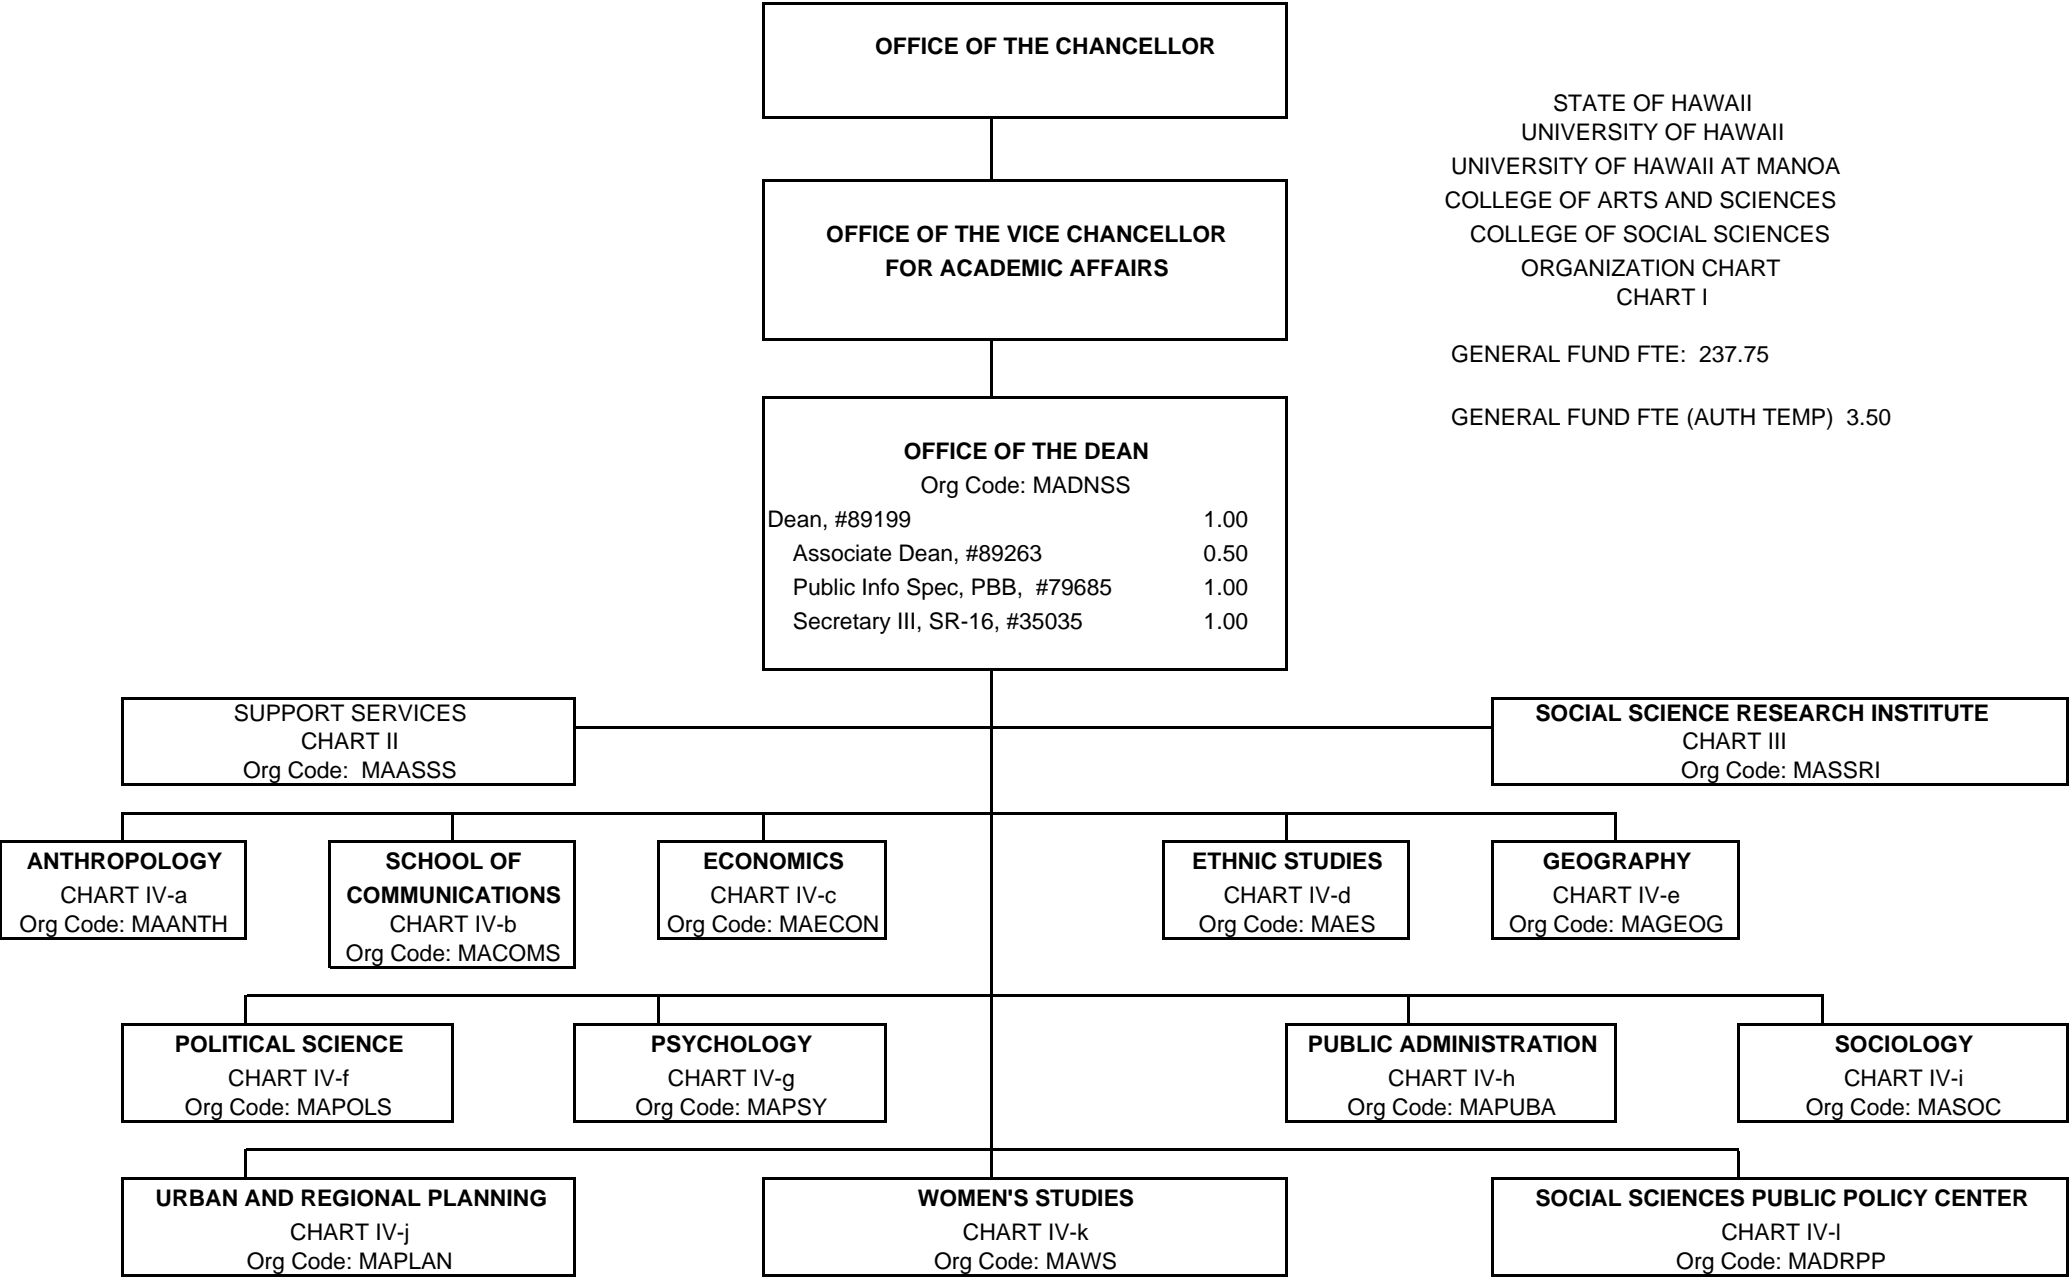 OFFICE OF THE CHANCELLOR
STATE OF HAWAII
UNIVERSITY OF HAWAII
UNIVERSITY OF HAWAII AT MANOA
COLLEGE OF ARTS AND SCIENCES
COLLEGE OF SOCIAL SCIENCES
ORGANIZATION CHART
CHART I
GENERAL FUND FTE: 237.75
GENERAL FUND FTE (AUTH TEMP) 3.50
OFFICE OF THE VICE CHANCELLOR
FOR ACADEMIC AFFAIRS
OFFICE OF THE DEAN
Org Code: MADNSS
Dean, #89199 1.00
Associate Dean, #89263 0.50
Public Info Spec, PBB, #79685 1.00
Secretary III, SR-16, #35035 1.00
SUPPORT SERVICES
CHART II
Org Code: MAASSS
SOCIAL SCIENCE RESEARCH INSTITUTE
CHART III
Org Code: MASSRI
ANTHROPOLOGY
CHART IV-a
Org Code: MAANTH
SCHOOL OF
COMMUNICATIONS
CHART IV-b
Org Code: MACOMS
ECONOMICS
CHART IV-c
Org Code: MAECON
ETHNIC STUDIES
CHART IV-d
Org Code: MAES
GEOGRAPHY
CHART IV-e
Org Code: MAGEOG
POLITICAL SCIENCE
CHART IV-f
Org Code: MAPOLS
PSYCHOLOGY
CHART IV-g
Org Code: MAPSY
PUBLIC ADMINISTRATION
CHART IV-h
Org Code: MAPUBA
SOCIOLOGY
CHART IV-i
Org Code: MASOC
URBAN AND REGIONAL PLANNING
CHART IV-j
Org Code: MAPLAN
WOMEN'S STUDIES
CHART IV-k
Org Code: MAWS
SOCIAL SCIENCES PUBLIC POLICY CENTER
CHART IV-l
Org Code: MADRPP